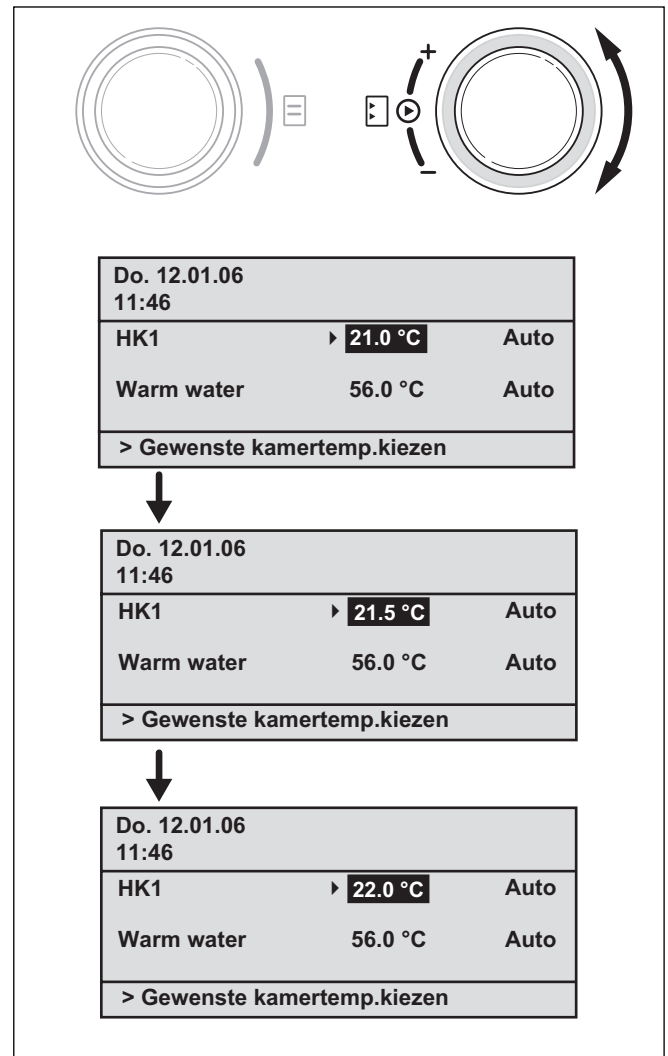 +
−
Do. 12.01.06
11:46
HK1 21.0 °C Auto
Warm water 56.0 °C Auto
> Gewenste kamertemp.kiezen
Do. 12.01.06
11:46
HK1 21.5 °C Auto
Warm water 56.0 °C Auto
> Gewenste kamertemp.kiezen
Do. 12.01.06
11:46
HK1 22.0 °C Auto
Warm water 56.0 °C Auto
> Gewenste kamertemp.kiezen